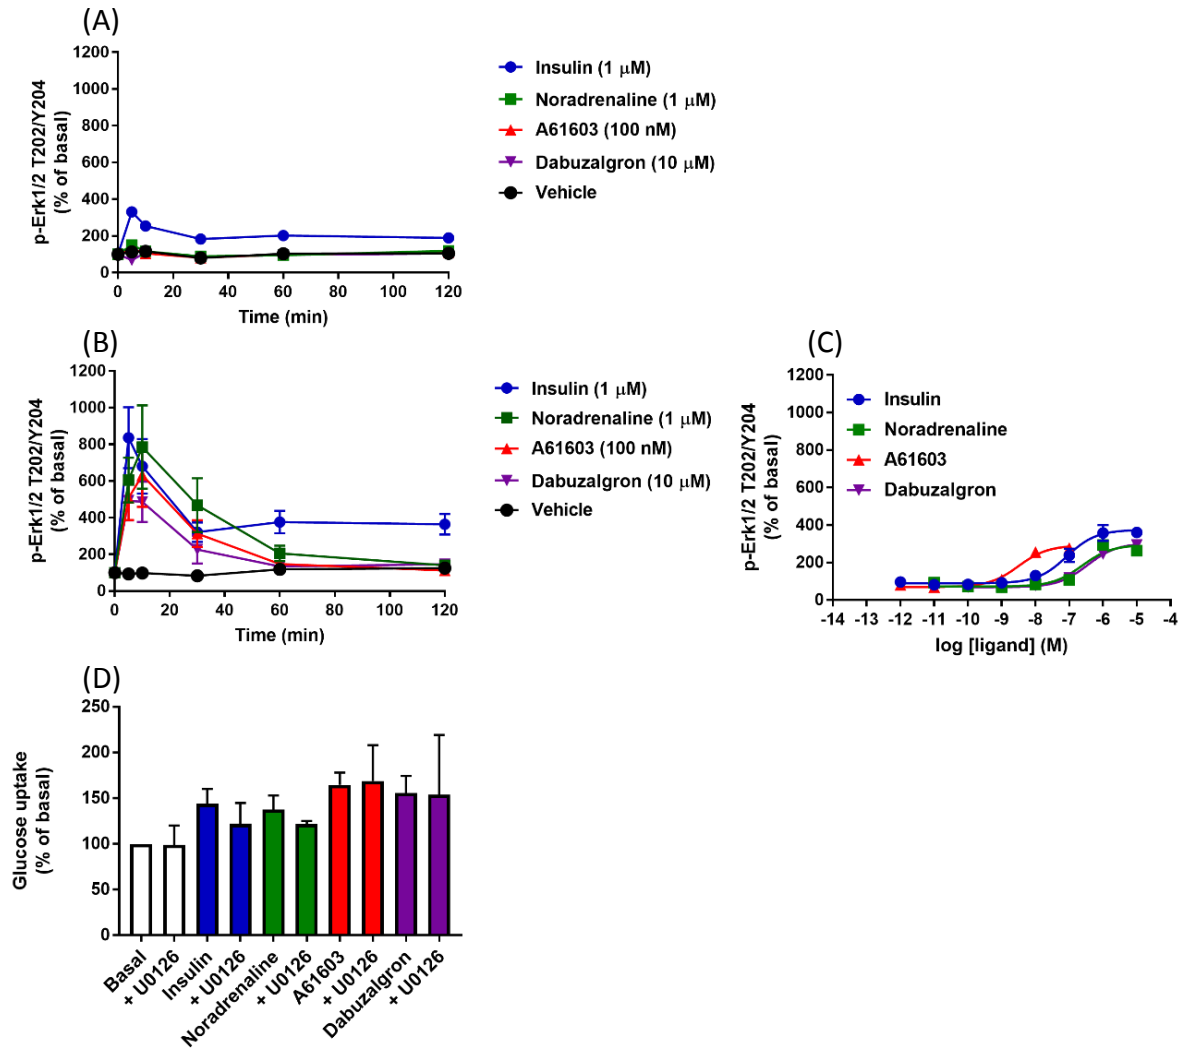 (A)
1200
1000
800
600
400
200
0
p-Erk1/2 T202/Y204
(% of basal)
0 20 40 60 80 100 120
Time (min)
Insulin (1 μM)
Noradrenaline (1 μM)
A61603 (100 nM)
Dabuzalgron (10 μM)
Vehicle
(B)
1200
1000
800
600
400
200
0
p-Erk1/2 T202/Y204
(% of basal)
0 20 40 60 80 100 120
Time (min)
Insulin (1 μM)
Noradrenaline (1 μM)
A61603 (100 nM)
Dabuzalgron (10 μM)
Vehicle
(C)
1200
1000
800
600
400
200
0
p-Erk1/2 T202/Y204
(% of basal)
Insulin
Noradrenaline
A61603
Dabuzalgron
-14 -13 -12 -11 -10 -9 -8 -7 -6 -5 -4
log [ligand] (M)
(D)
250
200
150
100
50
0
Glucose uptake
(% of basal)
Basal
+ U0126
Insulin
+ U0126
Noradrenaline
+ U0126
A61603
+ U0126
Dabuzalgron
+ U0126